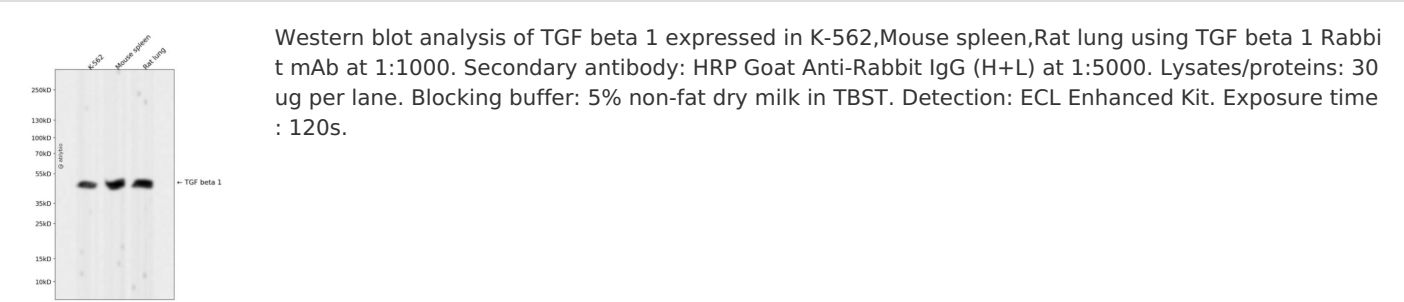 K-562
Mouse spleen
Rat lung
250kD
130kD
100kD
70kD
55kD
35kD
25kD
15kD
10kD
← TGF beta 1
Western blot analysis of TGF beta 1 expressed in K-562,Mouse spleen,Rat lung using TGF beta 1 Rabbi
t mAb at 1:1000. Secondary antibody: HRP Goat Anti-Rabbit IgG (H+L) at 1:5000. Lysates/proteins: 30
ug per lane. Blocking buffer: 5% non-fat dry milk in TBST. Detection: ECL Enhanced Kit. Exposure time
: 120s.